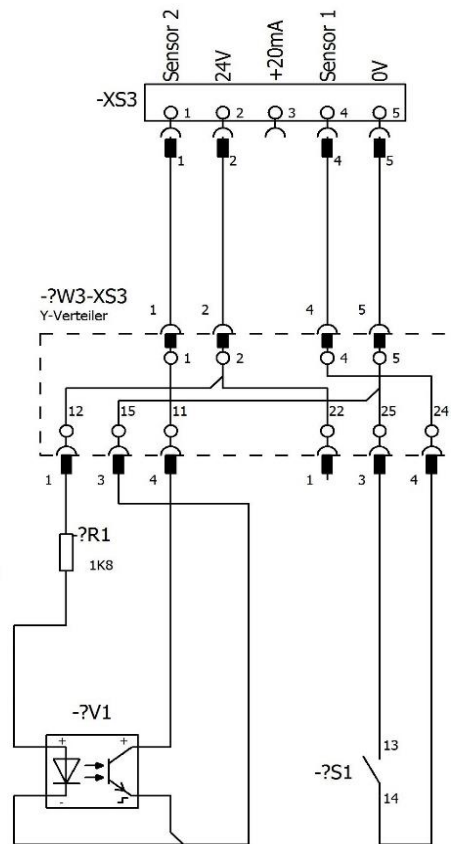 Sensor 2
24V
+20mA
Sensor 1
0V
-XS3
1 2 3 4 5
1 2 4 5
-?W3-XS3
Y-Verteiler
1 2 4 5
1 2 4 5
12 15 11 22 25 24
1 3 4 1 3 4
-?R1
1K8
-?V1
+ +
-
13
-?S1
14